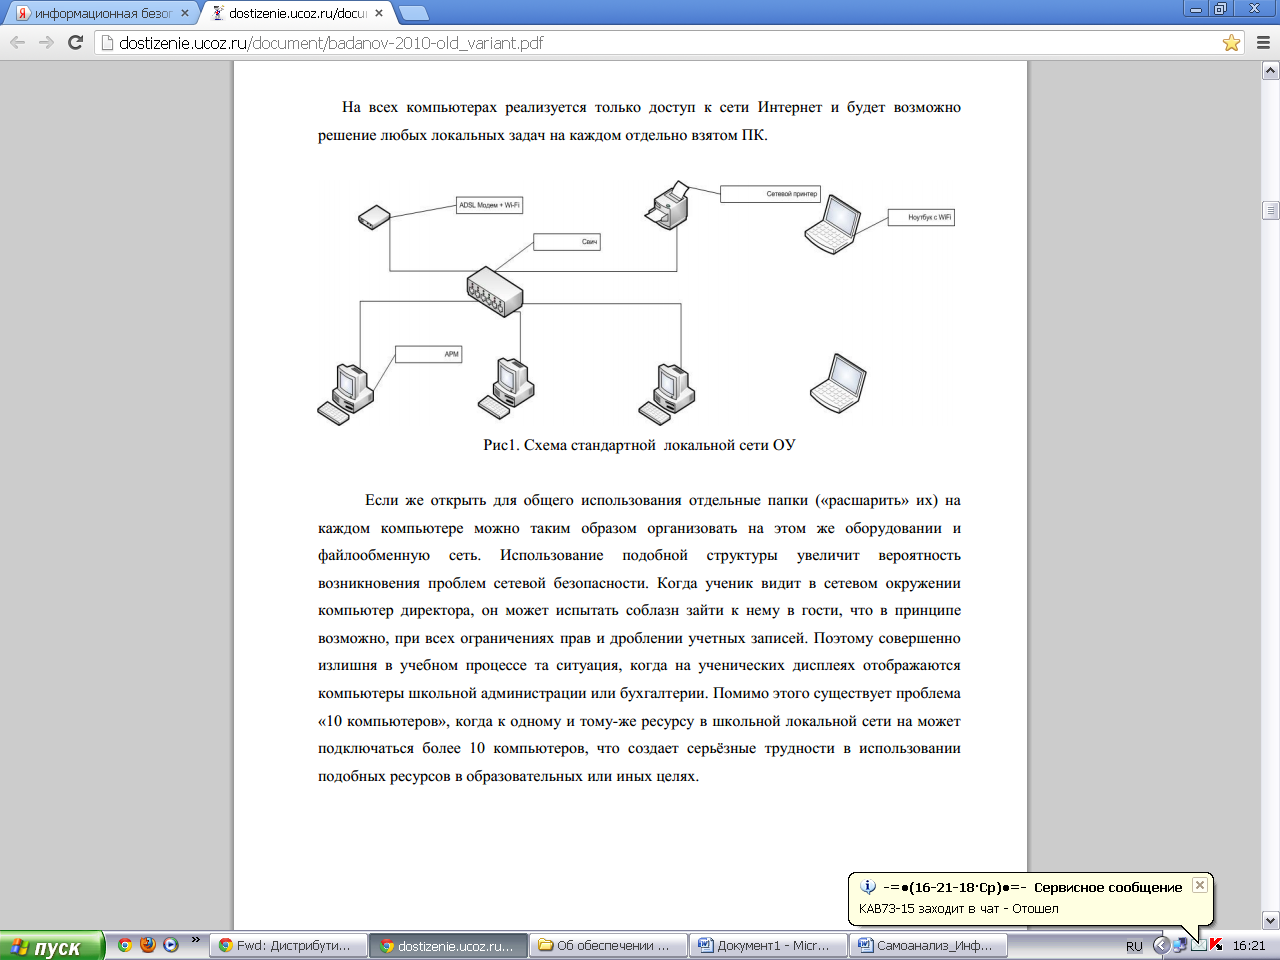 информационная безоп
dostizenie.ucoz.ru/docu
dostizenie.ucoz.ru/document/badanov-2010-old_variant.pdf
На всех компьютерах реализуется только доступ к сети Интернет и будет возможно
решение любых локальных задач на каждом отдельно взятом ПК.
ADSL Модем + Wi-Fi
Сетевой принтер
Ноутбук с WiFi
Свич
АРМ
Рис1. Схема стандартной локальной сети ОУ
Если же открыть для общего использования отдельные папки («расшарить» их) на
каждом компьютере можно таким образом организовать на этом же оборудовании и
файлообменную сеть. Использование подобной структуры увеличит вероятность
возникновения проблем сетевой безопасности. Когда ученик видит в сетевом окружении
компьютер директора, он может испытать соблазн зайти к нему в гости, что в принципе
возможно, при всех ограничениях прав и дроблении учетных записей. Поэтому совершенно
излишня в учебном процессе та ситуация, когда на ученических дисплеях отображаются
компьютеры школьной администрации или бухгалтерии. Помимо этого существует проблема
«10 компьютеров», когда к одному и тому-же ресурсу в школьной локальной сети на может
подключаться более 10 компьютеров, что создает серьёзные трудности в использовании
подобных ресурсов в образовательных или иных целях.
-=●(16-21-18·Ср)●=- Сервисное сообщение
КАВ73-15 заходит в чат - Отошел
пуск
Fwd: Дистрибути...
dostizenie.ucoz.ru...
Об обеспечении ...
Документ1 - Micr...
Самоанализ_Инф...
RU
16:21